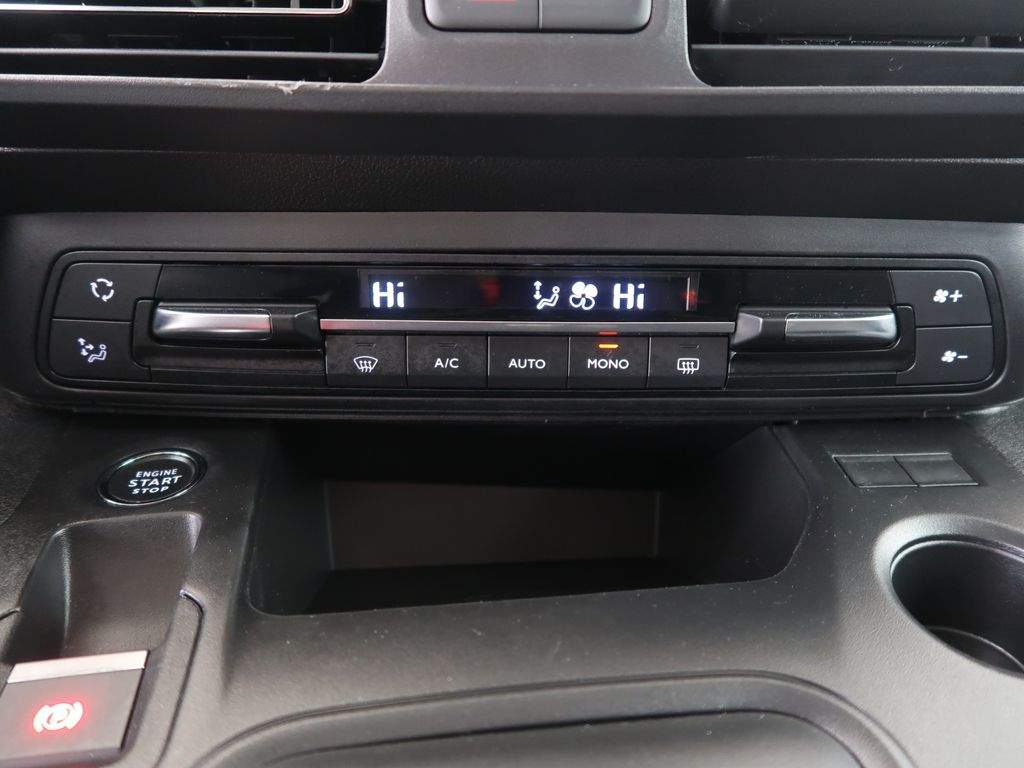 Hi Hi
A/C AUTO MONO
ENGINE
START
STOP
P